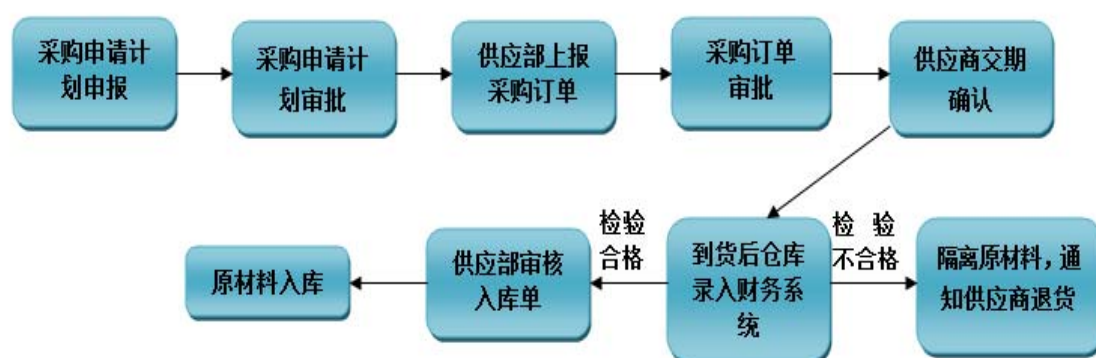 采购申请计
划申报
采购申请计
划审批
供应部上报
采购订单
采购订单
审批
供应商交期
确认
原材料入库
供应部审核
入库单
检验
合格
到货后仓库
录入财务系
统
检 验
不合格
隔离原材料，通
知供应商退货